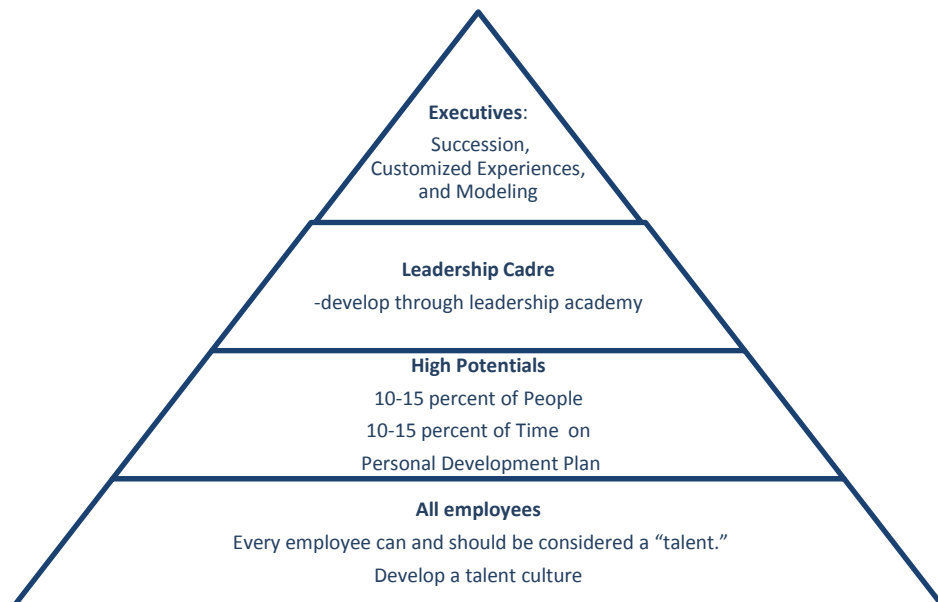 Executives:
Succession,
Customized Experiences,
and Modeling
Leadership Cadre
-develop through leadership academy
High Potentials
10-15 percent of People
10-15 percent of Time on
Personal Development Plan
All employees
Every employee can and should be considered a “talent.”
Develop a talent culture